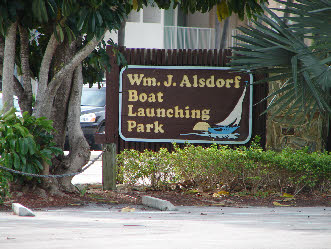 Wm. J. Alsdorf
Boat
Launching
Park